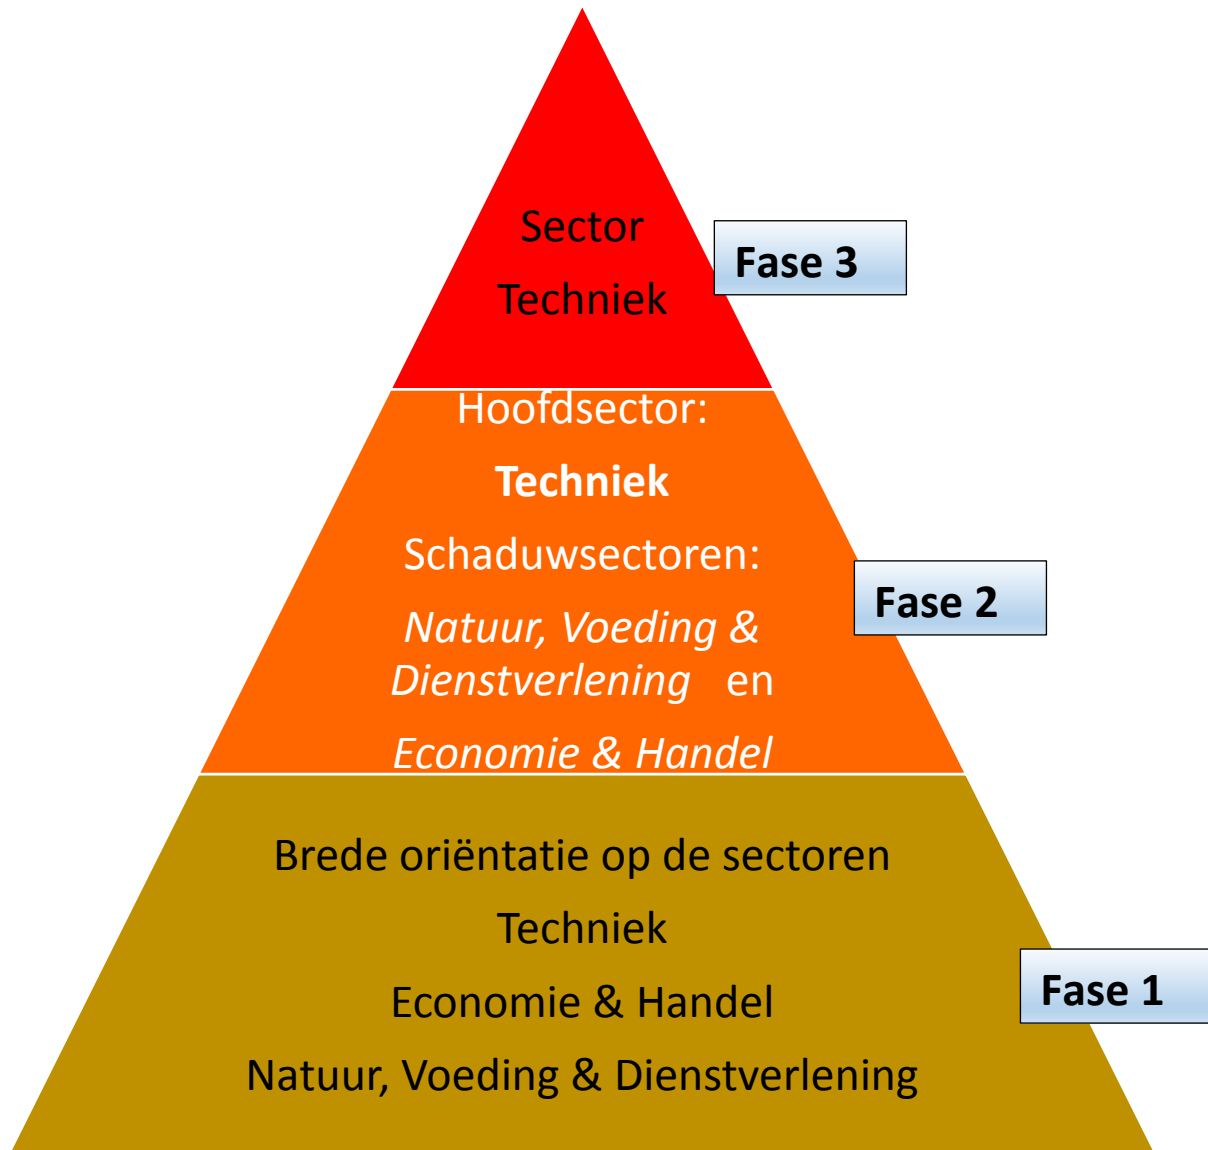 Sector
Techniek
Fase 3
Hoofdsector:
Techniek
Schaduwsectoren:
Natuur, Voeding &
Dienstverlening en
Economie & Handel
Fase 2
Brede oriëntatie op de sectoren
Techniek
Economie & Handel
Natuur, Voeding & Dienstverlening
Fase 1